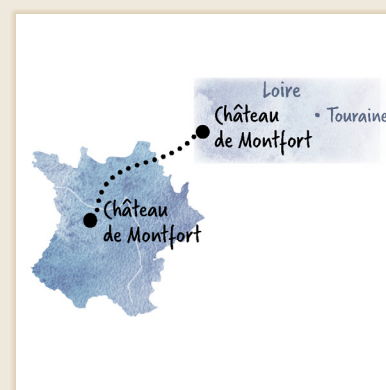 Loire
Château
de Montfort
• Touraine
Château
de Montfort